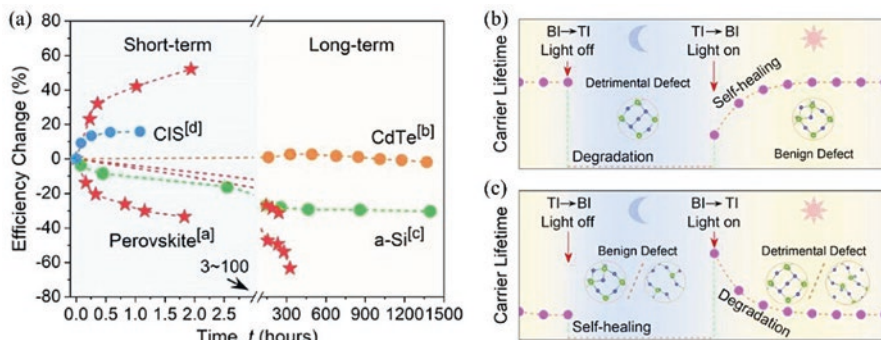 (a)
Efficiency Change (%)
80
60
40
20
0
-20
-40
-60
-80
Short-term
Long-term
CIS[d]
CdTe[b]
Perovskite[a]
a-Si[c]
3~100
0.0 0.5 1.0 1.5 2.0 2.5 300 600 900 1200 1500
Time, t (hours)
(b)
Carrier Lifetime
BI→TI
Light off
TI→BI
Light on
Detrimental Defect
Self-healing
Degradation
Benign Defect
(c)
Carrier Lifetime
TI→BI
Light off
BI→TI
Light on
Benign Defect
Detrimental Defect
Self-healing
Degradation